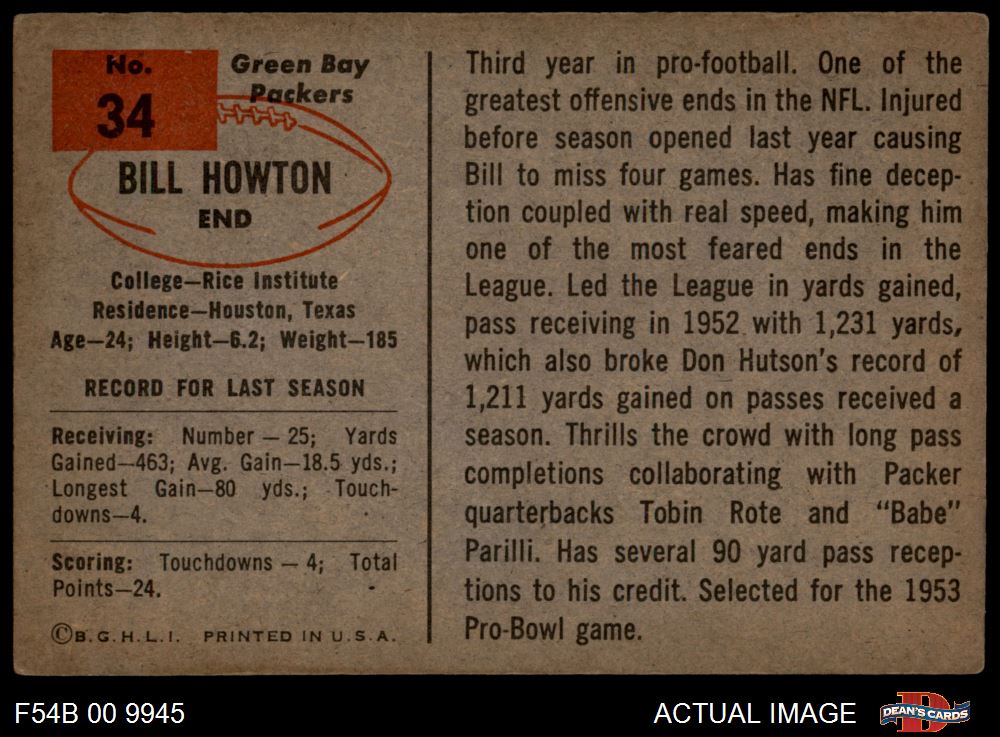 No.
34
Green Bay
Packers
BILL HOWTON
END
College—Rice Institute
Residence—Houston, Texas
Age—24; Height—6.2; Weight—185
RECORD FOR LAST SEASON
Receiving: Number — 25; Yards
Gained—463; Avg. Gain—18.5 yds.;
Longest Gain—80 yds.; Touch-
downs—4.
Scoring: Touchdowns — 4; Total
Points—24.
©B.G.H.L.I. PRINTED IN U.S.A.
Third year in pro-football. One of the
greatest offensive ends in the NFL. Injured
before season opened last year causing
Bill to miss four games. Has fine decep-
tion coupled with real speed, making him
one of the most feared ends in the
League. Led the League in yards gained,
pass receiving in 1952 with 1,231 yards,
which also broke Don Hutson's record of
1,211 yards gained on passes received a
season. Thrills the crowd with long pass
completions collaborating with Packer
quarterbacks Tobin Rote and "Babe"
Parilli. Has several 90 yard pass recep-
tions to his credit. Selected for the 1953
Pro-Bowl game.
F54B 00 9945
ACTUAL IMAGE
D
DEAN'S CARDS